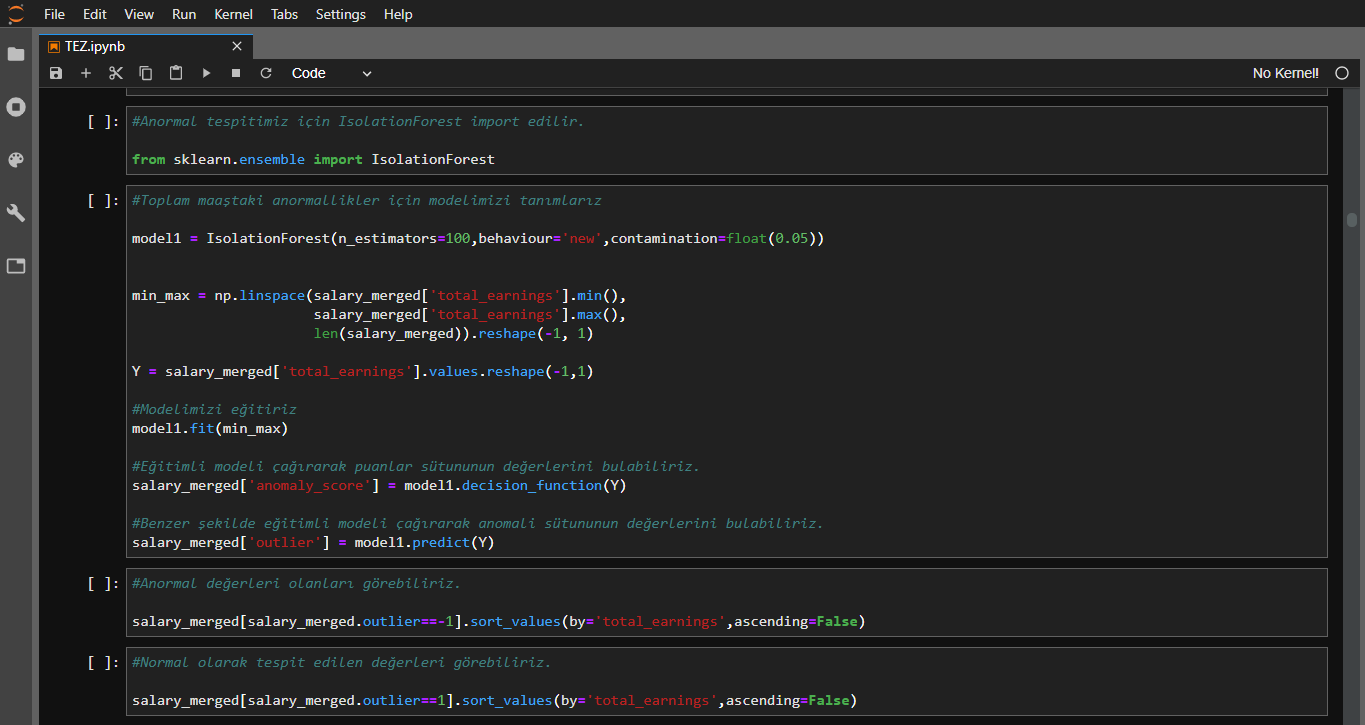 File Edit View Run Kernel Tabs Settings Help
TEZ.ipynb
Code
No Kernel!
[ ]: #Anormal tespitimiz için IsolationForest import edilir.
from sklearn.ensemble import IsolationForest
[ ]: #Toplam maaştaki anormallikler için modelimizi tanımlarız
model1 = IsolationForest(n_estimators=100,behaviour='new',contamination=float(0.05))
min_max = np.linspace(salary_merged['total_earnings'].min(),
salary_merged['total_earnings'].max(),
len(salary_merged)).reshape(-1, 1)
Y = salary_merged['total_earnings'].values.reshape(-1,1)
#Modelimizi eğitiriz
model1.fit(min_max)
#Eğitimli modeli çağırarak puanlar sütununun değerlerini bulabiliriz.
salary_merged['anomaly_score'] = model1.decision_function(Y)
#Benzer şekilde eğitimli modeli çağırarak anomali sütununun değerlerini bulabiliriz.
salary_merged['outlier'] = model1.predict(Y)
[ ]: #Anormal değerleri olanları görebiliriz.
salary_merged[salary_merged.outlier==-1].sort_values(by='total_earnings',ascending=False)
[ ]: #Normal olarak tespit edilen değerleri görebiliriz.
salary_merged[salary_merged.outlier==1].sort_values(by='total_earnings',ascending=False)